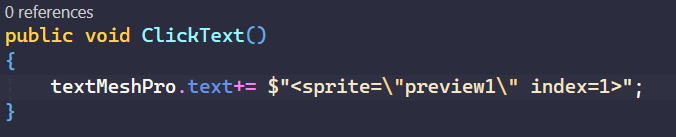 0 references
public void ClickText()
{
textMeshPro.text+= $"<sprite=\"preview1\" index=1>";
}